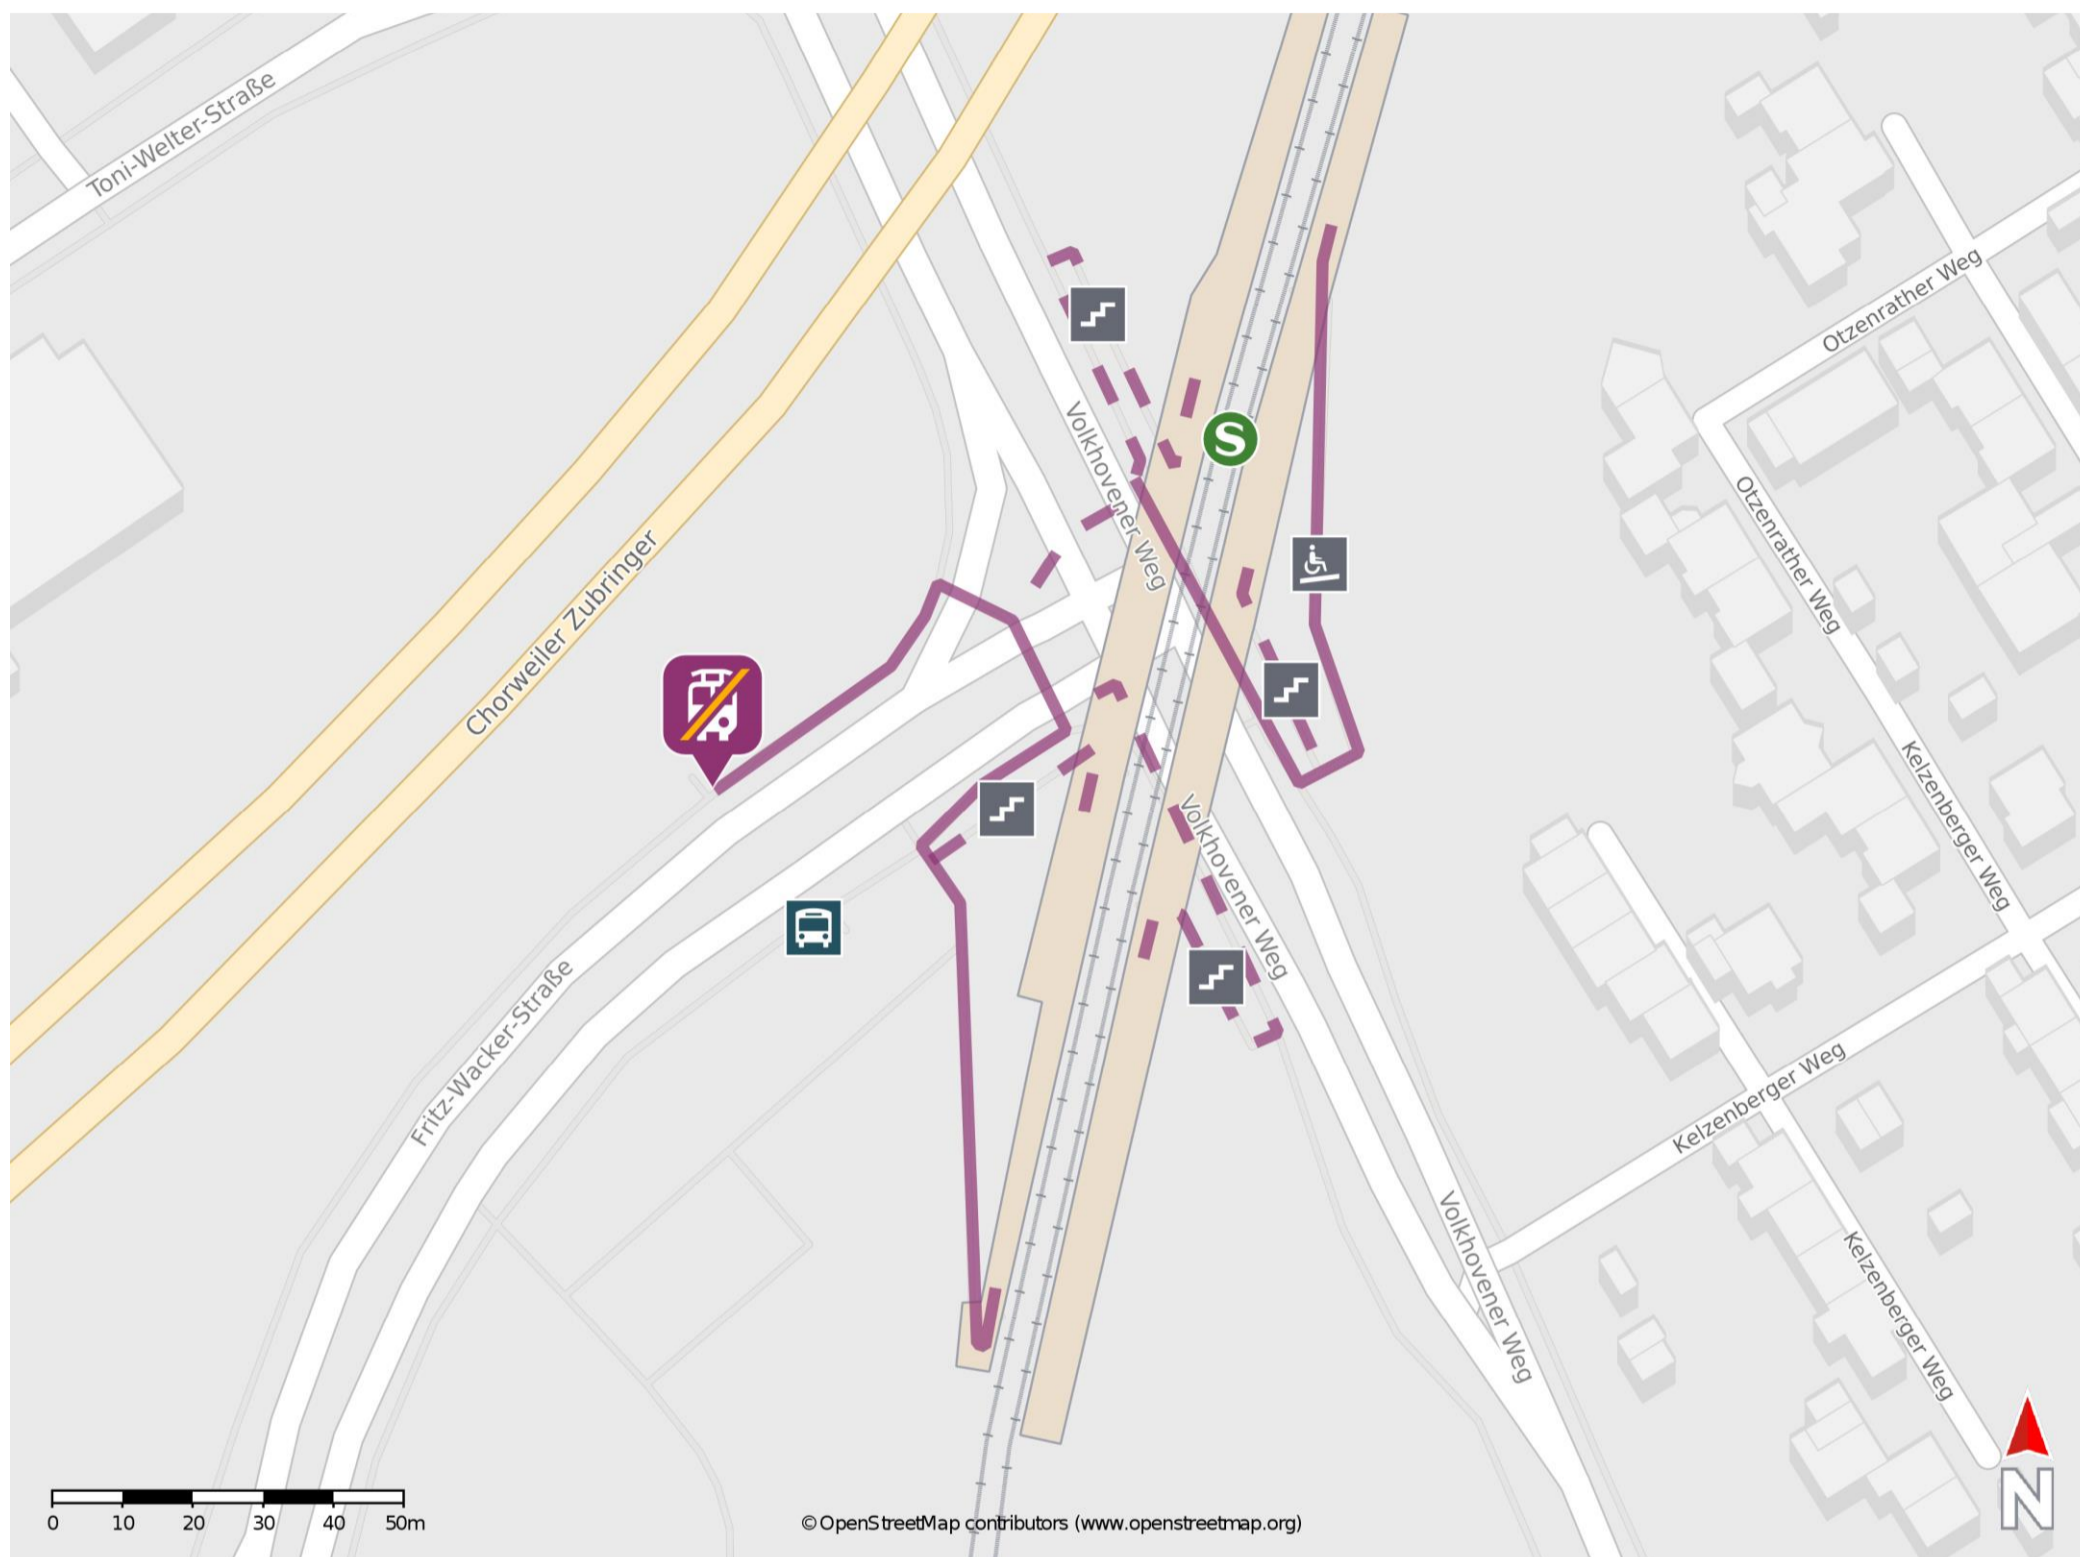 Toni-Welter-Straße
Otzenrather Weg
Volkhovener Weg
S
Otzenrather Weg
Chorweiler Zubringer
Kelzenberger Weg
Volkhovener Weg
Fritz-Wacker-Straße
Kelzenberger Weg
Volkhovener Weg
Kelzenberger Weg
N
0 10 20 30 40 50m
© OpenStreetMap contributors (www.openstreetmap.org)